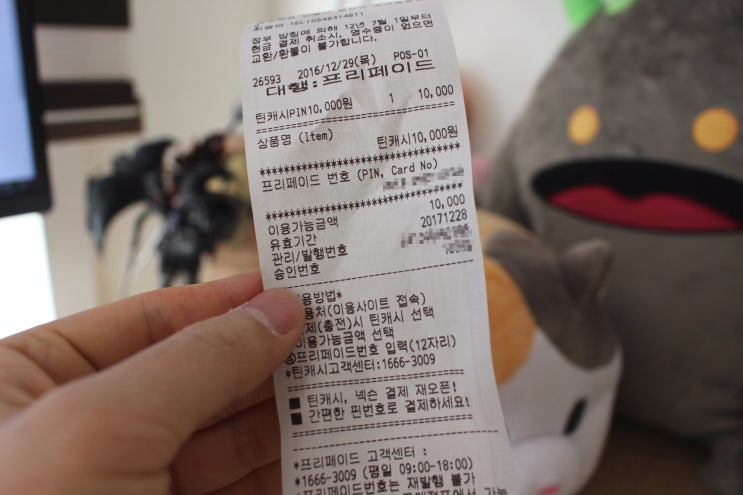 TEL:0548414811
정부 방침에 의해 12년 7월 1일부터
현금 결제 취소시, 영수증이 없으면
교환/환불이 불가합니다.
26593 2016/12/29(목) POS-01
대행:프리페이드
틴캐시PIN10,000원 1 10,000
상품명 (Item) 틴캐시10,000원
프리페이드 번호 (PIN, Card No)
이용가능금액 10,000
유효기간 20171228
관리/발행번호
승인번호
용방법*
용처(이용사이트 접속)
제(충전)시 틴캐시 선택
이용가능금액 선택
④프리페이드번호 입력(12자리)
*틴캐시고객센터:1666-3009
■ 틴캐시, 넥슨 결제 재오픈!
■ 간편한 핀번호로 결제하세요!
*프리페이드 고객센터 :
*1666-3009 (평일 09:00-18:00)
*프리페이드번호는 재발행 불가